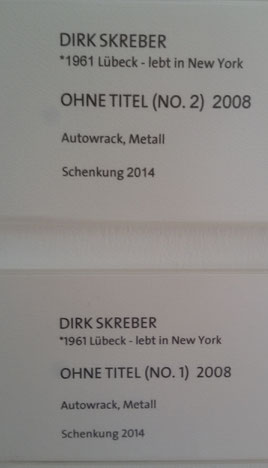 DIRK SKREBER
*1961 Lübeck - lebt in New York
OHNE TITEL (NO. 2) 2008
Autowrack, Metall
Schenkung 2014
DIRK SKREBER
*1961 Lübeck - lebt in New York
OHNE TITEL (NO. 1) 2008
Autowrack, Metall
Schenkung 2014